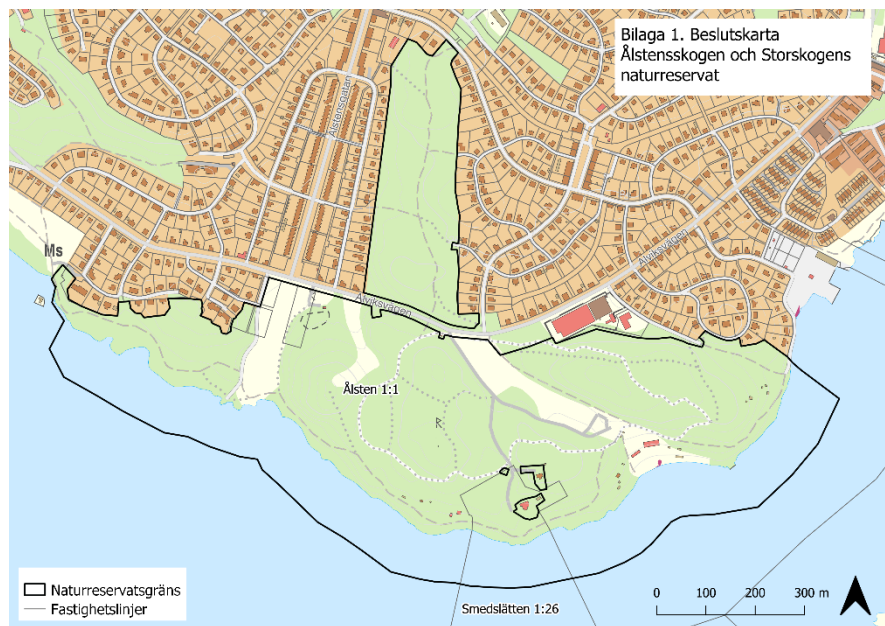 Bilaga 1. Beslutskarta
Ålstensskogen och Storskogens
naturreservat
Ålstensgatan
Ms
Alviksvägen
Alviksvägen
Ålsten 1:1
R
Naturreservatsgräns
Fastighetslinjer
Smedslätten 1:26
0 100 200 300 m